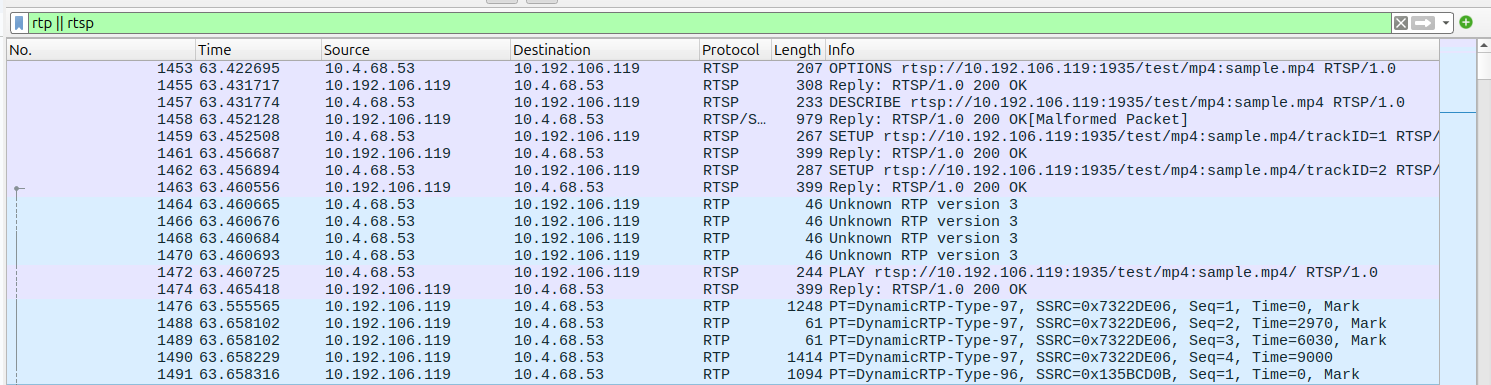 rtp || rtsp
No. Time Source Destination Protocol Length Info
1453 63.422695 10.4.68.53 10.192.106.119 RTSP 207 OPTIONS rtsp://10.192.106.119:1935/test/mp4:sample.mp4 RTSP/1.0
1455 63.431717 10.192.106.119 10.4.68.53 RTSP 308 Reply: RTSP/1.0 200 OK
1457 63.431774 10.4.68.53 10.192.106.119 RTSP 233 DESCRIBE rtsp://10.192.106.119:1935/test/mp4:sample.mp4 RTSP/1.0
1458 63.452128 10.192.106.119 10.4.68.53 RTSP/S… 979 Reply: RTSP/1.0 200 OK[Malformed Packet]
1459 63.452508 10.4.68.53 10.192.106.119 RTSP 267 SETUP rtsp://10.192.106.119:1935/test/mp4:sample.mp4/trackID=1 RTSP/
1461 63.456687 10.192.106.119 10.4.68.53 RTSP 399 Reply: RTSP/1.0 200 OK
1462 63.456894 10.4.68.53 10.192.106.119 RTSP 287 SETUP rtsp://10.192.106.119:1935/test/mp4:sample.mp4/trackID=2 RTSP/
1463 63.460556 10.192.106.119 10.4.68.53 RTSP 399 Reply: RTSP/1.0 200 OK
1464 63.460665 10.4.68.53 10.192.106.119 RTP 46 Unknown RTP version 3
1466 63.460676 10.4.68.53 10.192.106.119 RTP 46 Unknown RTP version 3
1468 63.460684 10.4.68.53 10.192.106.119 RTP 46 Unknown RTP version 3
1470 63.460693 10.4.68.53 10.192.106.119 RTP 46 Unknown RTP version 3
1472 63.460725 10.4.68.53 10.192.106.119 RTSP 244 PLAY rtsp://10.192.106.119:1935/test/mp4:sample.mp4/ RTSP/1.0
1474 63.465418 10.192.106.119 10.4.68.53 RTSP 399 Reply: RTSP/1.0 200 OK
1476 63.555565 10.192.106.119 10.4.68.53 RTP 1248 PT=DynamicRTP-Type-97, SSRC=0x7322DE06, Seq=1, Time=0, Mark
1488 63.658102 10.192.106.119 10.4.68.53 RTP 61 PT=DynamicRTP-Type-97, SSRC=0x7322DE06, Seq=2, Time=2970, Mark
1489 63.658102 10.192.106.119 10.4.68.53 RTP 61 PT=DynamicRTP-Type-97, SSRC=0x7322DE06, Seq=3, Time=6030, Mark
1490 63.658229 10.192.106.119 10.4.68.53 RTP 1414 PT=DynamicRTP-Type-97, SSRC=0x7322DE06, Seq=4, Time=9000
1491 63.658316 10.192.106.119 10.4.68.53 RTP 1094 PT=DynamicRTP-Type-96, SSRC=0x135BCD0B, Seq=1, Time=0, Mark